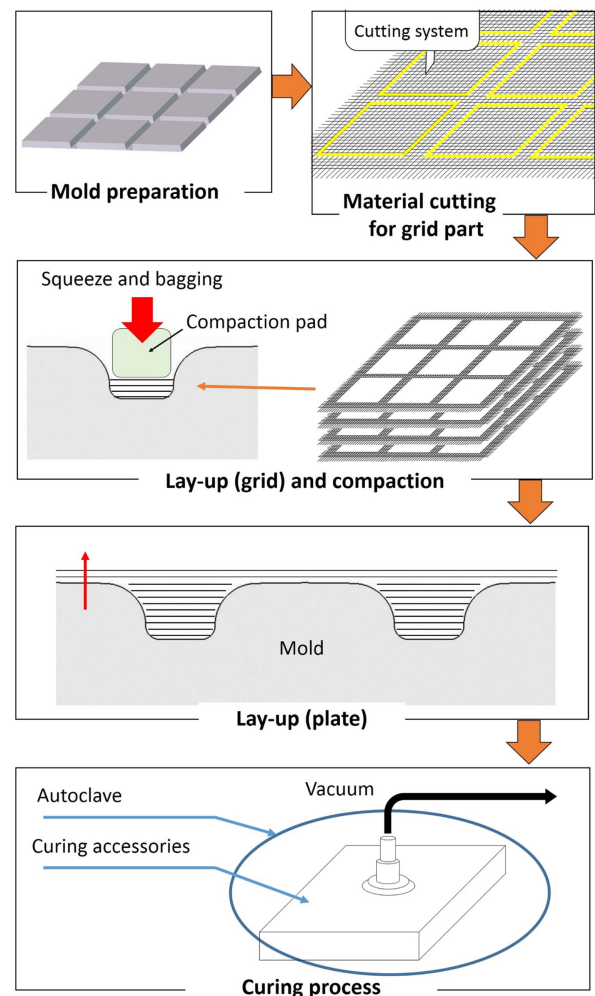 Mold preparation
Cutting system
Material cutting
for grid part
Squeeze and bagging
Compaction pad
Lay-up (grid) and compaction
Mold
Lay-up (plate)
Autoclave
Vacuum
Curing accessories
Curing process